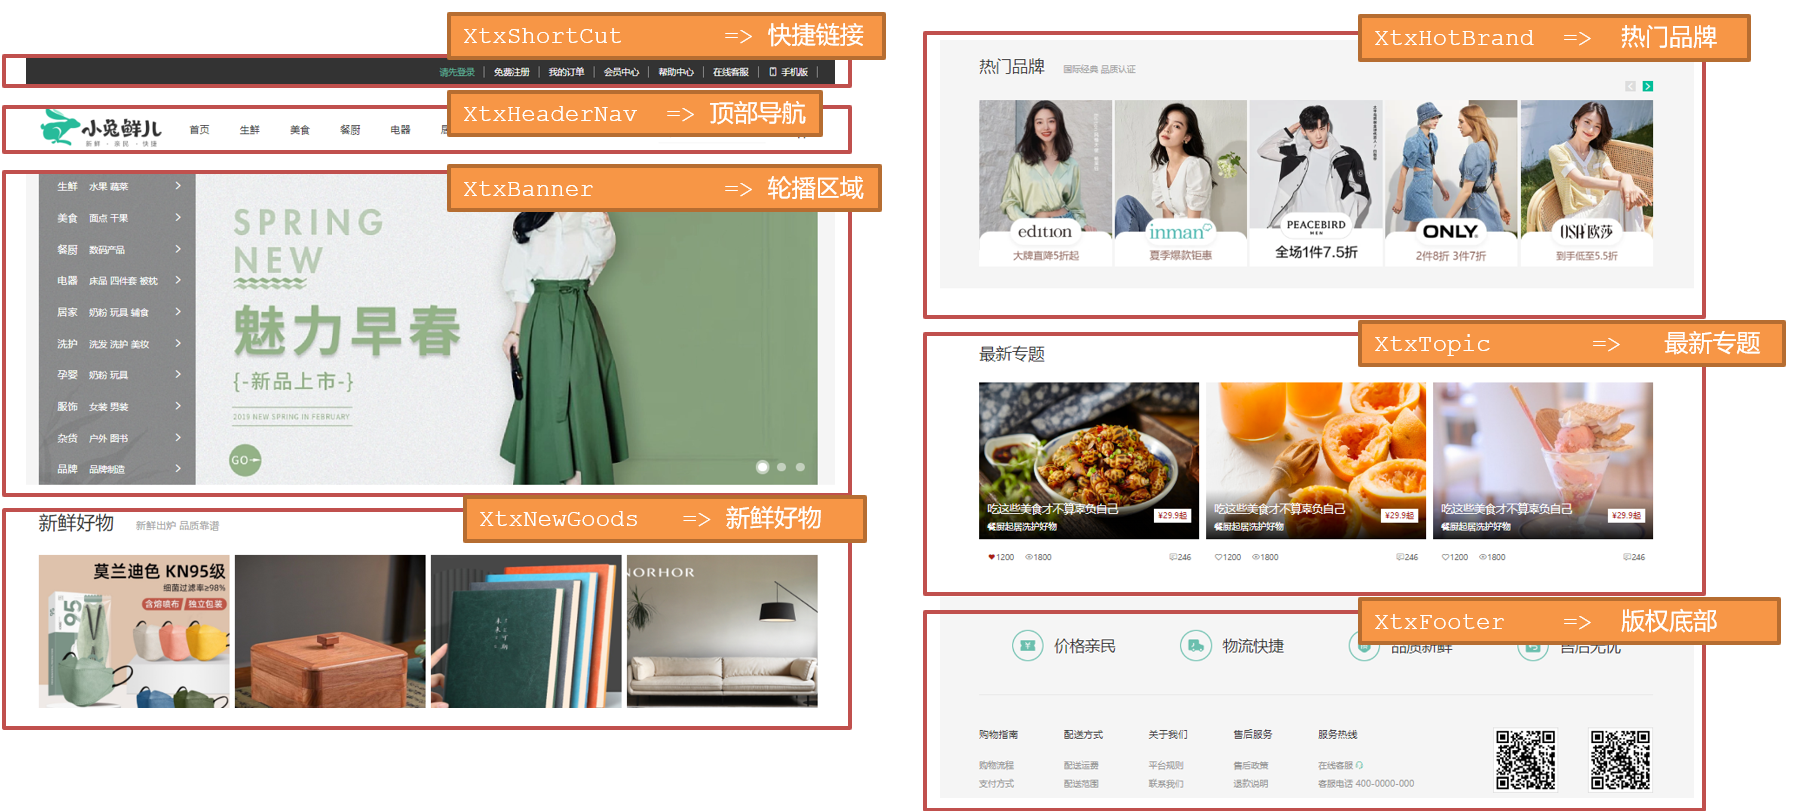 XtxShortCut => 快捷链接
请先登录 免费注册 我的订单 会员中心 帮助中心 在线客服 手机版
XtxHeaderNav => 顶部导航
小兔鲜儿
新鲜 · 亲民 · 快捷
首页 生鲜 美食 餐厨 电器
XtxBanner => 轮播区域
生鲜 水果 蔬菜
美食 面点 干果
餐厨 数码产品
电器 床品 四件套 被枕
居家 奶粉 玩具 辅食
洗护 洗发 洗护 美妆
孕婴 奶粉 玩具
服饰 女装 男装
杂货 户外 图书
品牌 品牌制造
SPRING
NEW
魅力早春
{-新品上市-}
2019 NEW SPRING IN FEBRUARY
GO
XtxNewGoods => 新鲜好物
新鲜好物 新鲜出炉 品质靠谱
莫兰迪色 KN95级
细菌过滤率≥98%
含熔喷布 独立包装
95
NORHOR
XtxHotBrand => 热门品牌
热门品牌 国际经典 品质认证
edition
大牌直降5折起
inman
夏季爆款钜惠
PEACEBIRD
MEN
全场1件7.5折
ONLY
2件8折 3件7折
OSA欧莎
到手低至5.5折
XtxTopic => 最新专题
最新专题
吃这些美食才不算辜负自己
餐厨起居洗护好物
¥29.9起
1200 1800 246
吃这些美食才不算辜负自己
餐厨起居洗护好物
¥29.9起
1200 1800 246
吃这些美食才不算辜负自己
餐厨起居洗护好物
¥29.9起
1200 1800 246
XtxFooter => 版权底部
价格亲民 物流快捷 品质新鲜 售后无忧
购物指南 配送方式 关于我们 售后服务 服务热线
购物流程 配送运费 平台规则 售后政策 在线客服
支付方式 配送范围 联系我们 退款说明 客服电话 400-0000-000